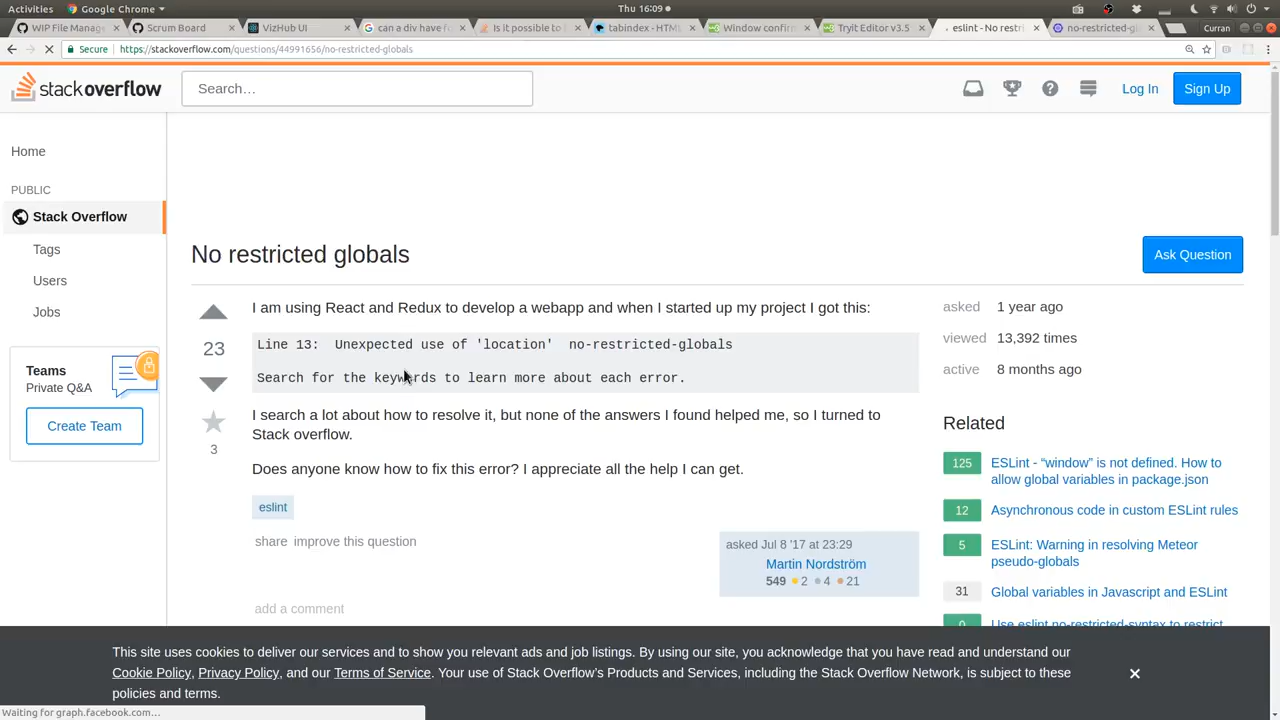 Activities Google Chrome Thu 16:09
WIP File Manag
Scrum Board
VizHub UI
can a div have fo
Is it possible to
tabindex - HTML
Window confirm
Tryit Editor v3.5
eslint - No restri
no-restricted-gl
Curran
Secure https://stackoverflow.com/questions/44991656/no-restricted-globals
stackoverflow
Search…
Log In
Sign Up
Home
PUBLIC
Stack Overflow
Tags
Users
Jobs
Teams
Private Q&A
Create Team
No restricted globals
Ask Question
23
3
I am using React and Redux to develop a webapp and when I started up my project I got this:
Line 13: Unexpected use of 'location' no-restricted-globals
Search for the keywords to learn more about each error.
I search a lot about how to resolve it, but none of the answers I found helped me, so I turned to
Stack overflow.
Does anyone know how to fix this error? I appreciate all the help I can get.
eslint
share improve this question
asked Jul 8 '17 at 23:29
Martin Nordström
549 2 4 21
add a comment
asked 1 year ago
viewed 13,392 times
active 8 months ago
Related
125 ESLint - “window” is not defined. How to
allow global variables in package.json
12 Asynchronous code in custom ESLint rules
5 ESLint: Warning in resolving Meteor
pseudo-globals
31 Global variables in Javascript and ESLint
0 Use eslint no-restricted-syntax to restrict
This site uses cookies to deliver our services and to show you relevant ads and job listings. By using our site, you acknowledge that you have read and understand our
Cookie Policy, Privacy Policy, and our Terms of Service. Your use of Stack Overflow’s Products and Services, including the Stack Overflow Network, is subject to these
policies and terms.
Waiting for graph.facebook.com…